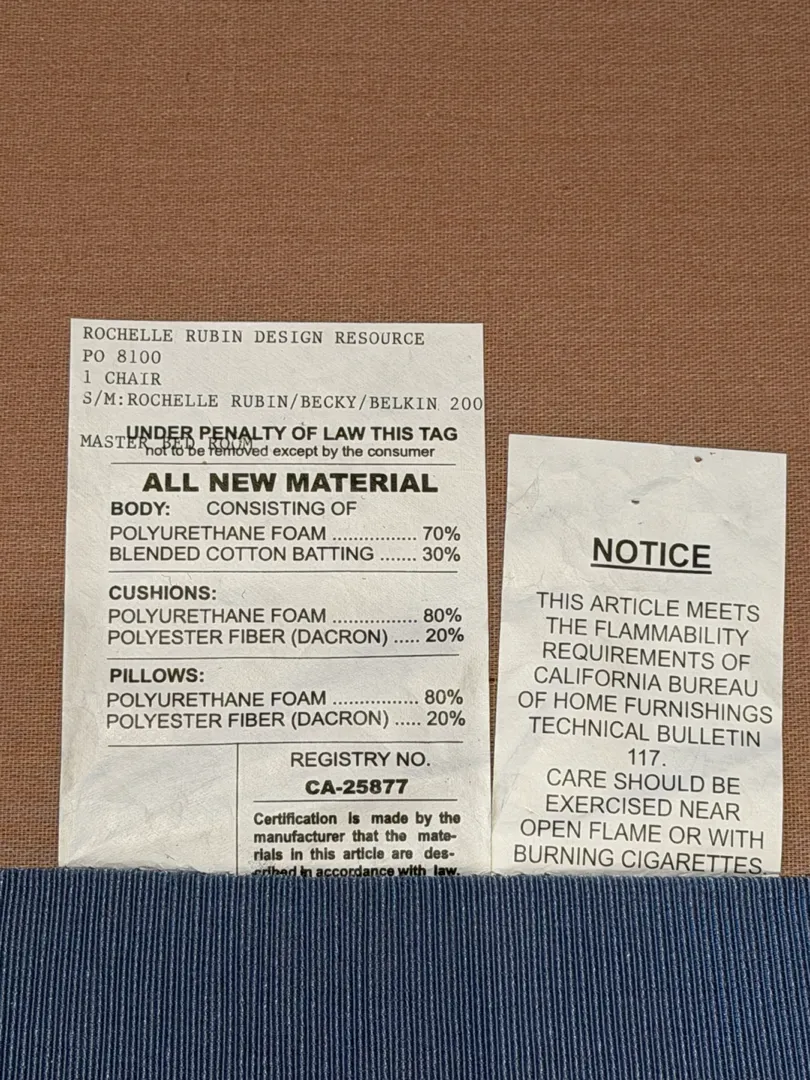 ROCHELLE RUBIN DESIGN RESOURCE
PO 8100
1 CHAIR
S/M:ROCHELLE RUBIN/BECKY/BELKIN 200
MASTER BED ROOM
UNDER PENALTY OF LAW THIS TAG
not to be removed except by the consumer
ALL NEW MATERIAL
BODY: CONSISTING OF
POLYURETHANE FOAM ................ 70%
BLENDED COTTON BATTING ....... 30%
CUSHIONS:
POLYURETHANE FOAM ................ 80%
POLYESTER FIBER (DACRON) ..... 20%
PILLOWS:
POLYURETHANE FOAM ................ 80%
POLYESTER FIBER (DACRON) ..... 20%
REGISTRY NO.
CA-25877
Certification is made by the
manufacturer that the mate-
rials in this article are des-
cribed in accordance with law.
NOTICE
THIS ARTICLE MEETS
THE FLAMMABILITY
REQUIREMENTS OF
CALIFORNIA BUREAU
OF HOME FURNISHINGS
TECHNICAL BULLETIN
117.
CARE SHOULD BE
EXERCISED NEAR
OPEN FLAME OR WITH
BURNING CIGARETTES.